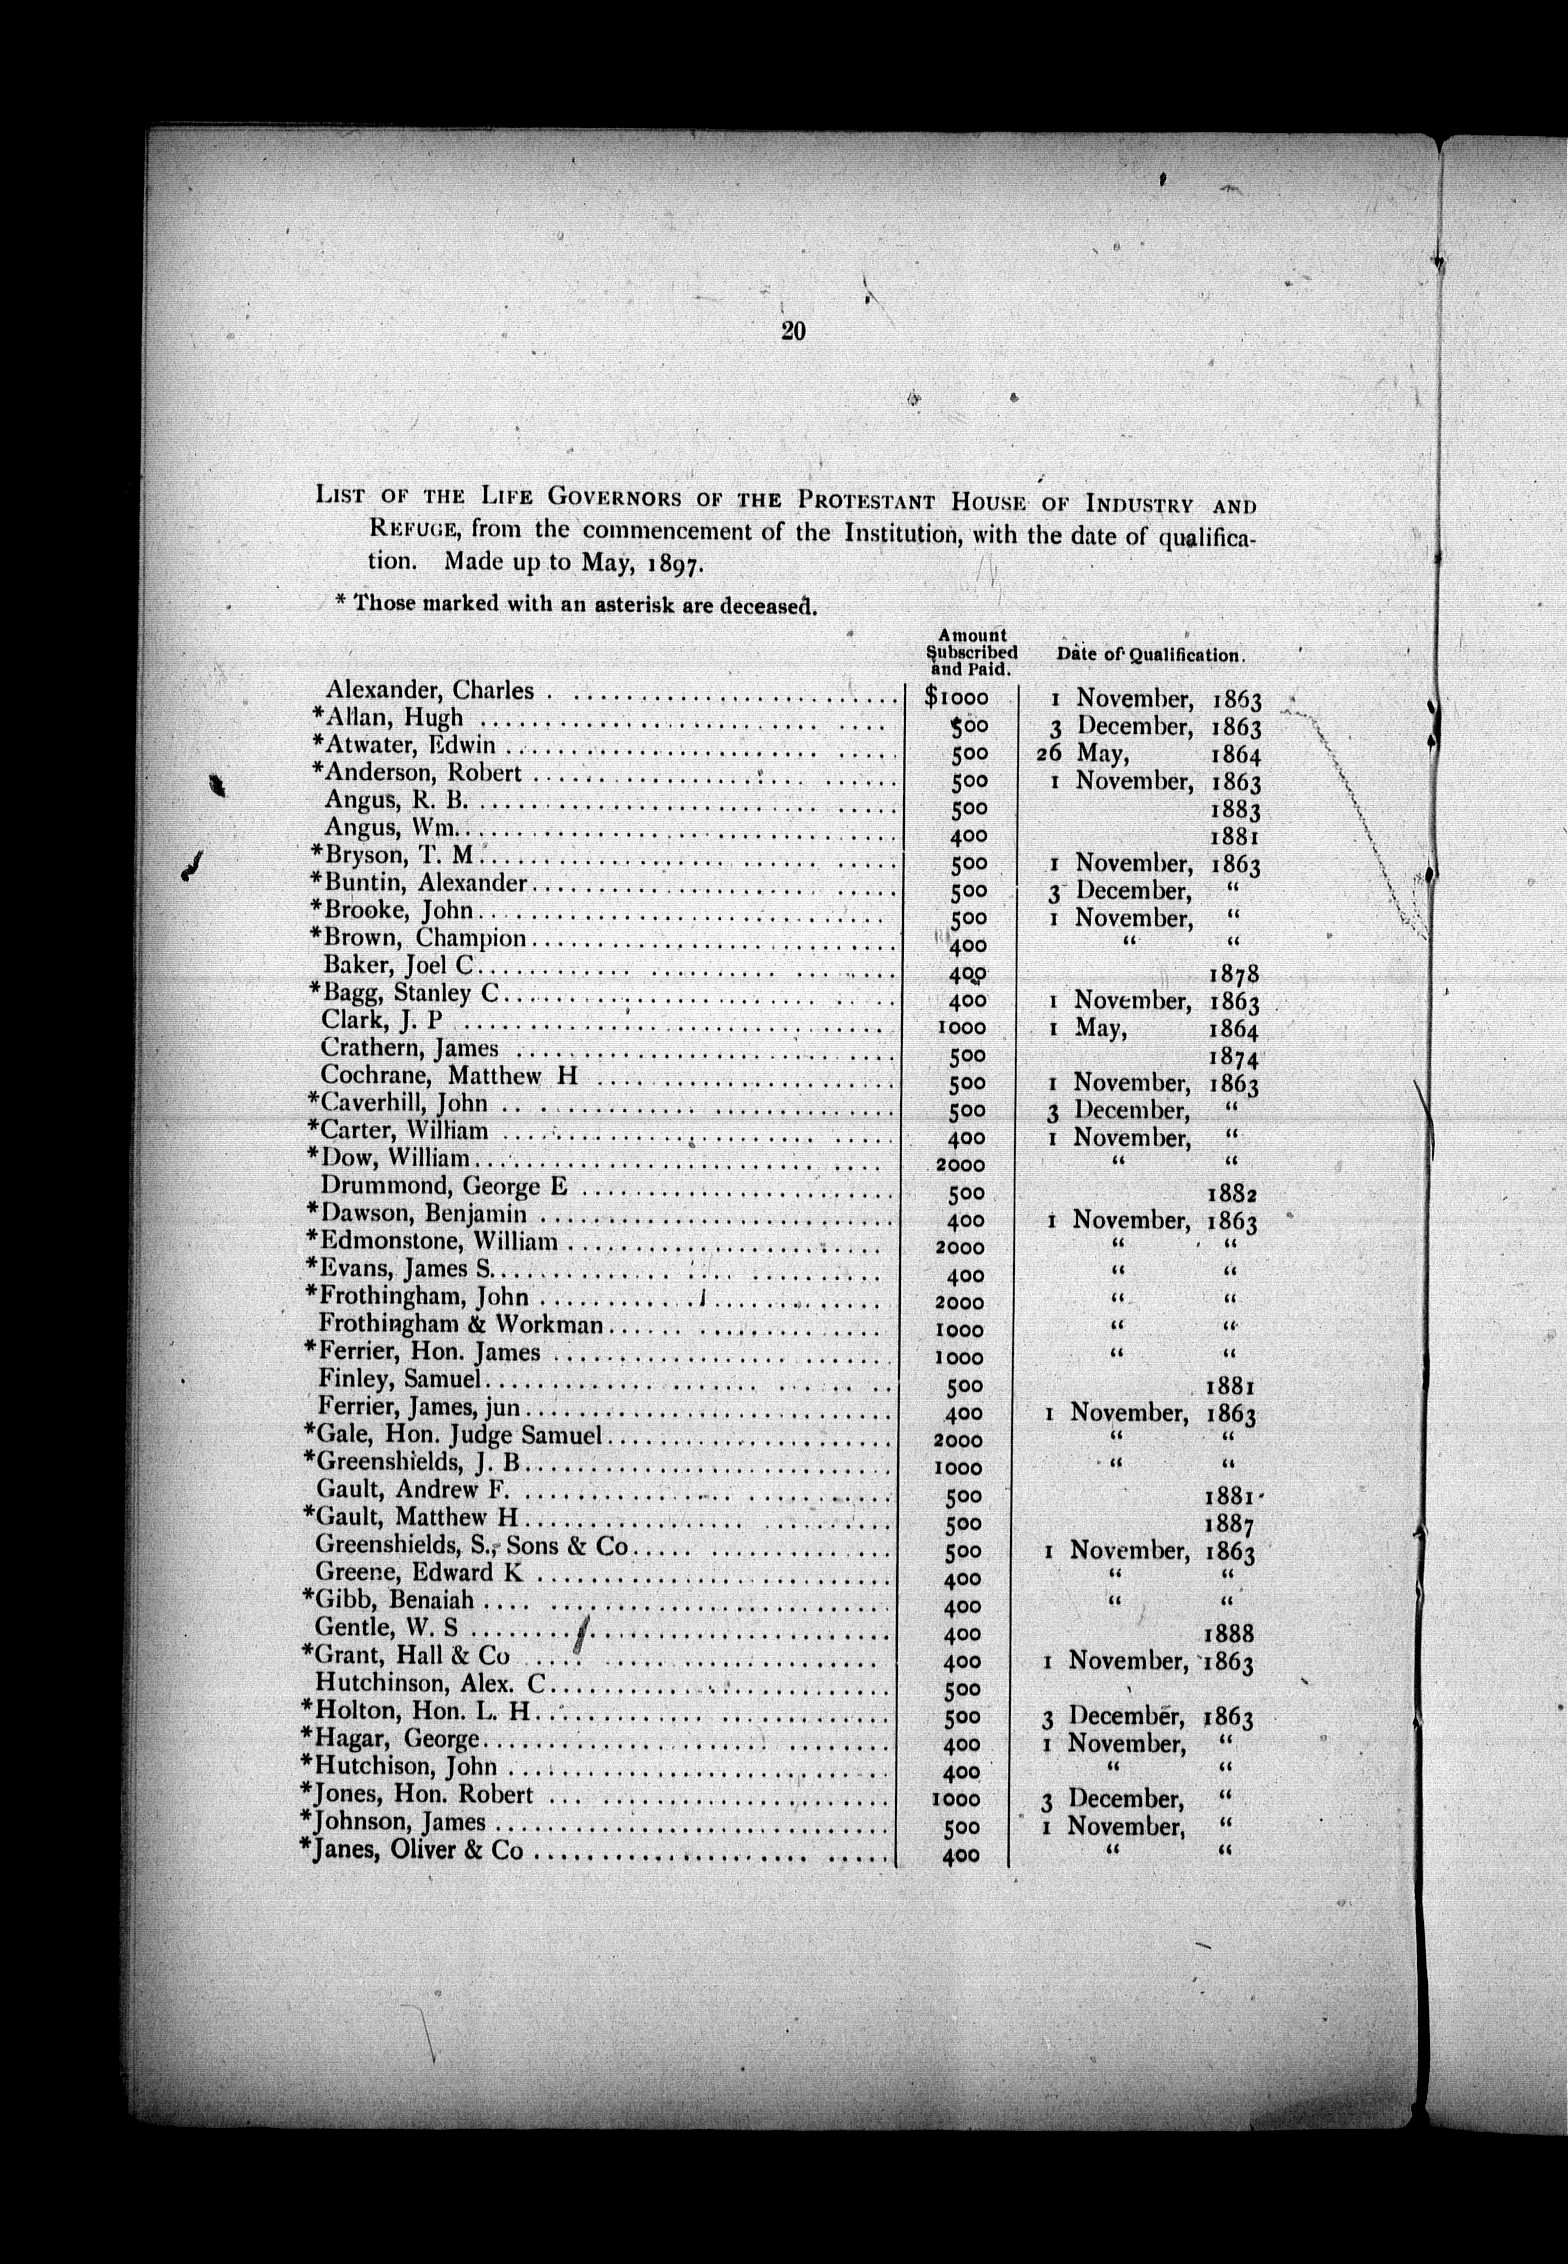 20
LIST OF THE LIFE GOVERNORS OF THE PROTESTANT HOUSE OF INDUSTRY AND
REFUGE, from the commencement of the Institution, with the date of qualifica-
tion. Made up to May, 1897.
* Those marked with an asterisk are deceased.
Amount
Subscribed
and Paid.
Date of Qualification.
Alexander, Charles . ........................ $1000 1 November, 1863
*Allan, Hugh ........................ 500 3 December, 1863
*Atwater, Edwin ........................ 500 26 May, 1864
*Anderson, Robert ........................ 500 1 November, 1863
Angus, R. B. ........................ 500 1883
Angus, Wm. ........................ 400 1881
*Bryson, T. M ........................ 500 1 November, 1863
*Buntin, Alexander ........................ 500 3 December, "
*Brooke, John ........................ 500 1 November, "
*Brown, Champion ........................ 400 " "
Baker, Joel C ........................ 400 1878
*Bagg, Stanley C ........................ 400 1 November, 1863
Clark, J. P ........................ 1000 1 May, 1864
Crathern, James ........................ 500 1874
Cochrane, Matthew H ........................ 500 1 November, 1863
*Caverhill, John ........................ 500 3 December, "
*Carter, William ........................ 400 1 November, "
*Dow, William ........................ 2000 " "
Drummond, George E ........................ 500 1882
*Dawson, Benjamin ........................ 400 1 November, 1863
*Edmonstone, William ........................ 2000 " "
*Evans, James S. ........................ 400 " "
*Frothingham, John ........................ 2000 " "
Frothingham & Workman ........................ 1000 " "
*Ferrier, Hon. James ........................ 1000 " "
Finley, Samuel ........................ 500 1881
Ferrier, James, jun ........................ 400 1 November, 1863
*Gale, Hon. Judge Samuel ........................ 2000 " "
*Greenshields, J. B ........................ 1000 " "
Gault, Andrew F. ........................ 500 1881
*Gault, Matthew H ........................ 500 1887
Greenshields, S., Sons & Co ........................ 500 1 November, 1863
Greene, Edward K ........................ 400 " "
*Gibb, Benaiah ........................ 400 " "
Gentle, W. S ........................ 400 1888
*Grant, Hall & Co ........................ 400 1 November, 1863
Hutchinson, Alex. C ........................ 500
*Holton, Hon. L. H ........................ 500 3 December, 1863
*Hagar, George ........................ 400 1 November, "
*Hutchison, John ........................ 400 " "
*Jones, Hon. Robert ........................ 1000 3 December, "
*Johnson, James ........................ 500 1 November, "
*Janes, Oliver & Co ........................ 400 " "